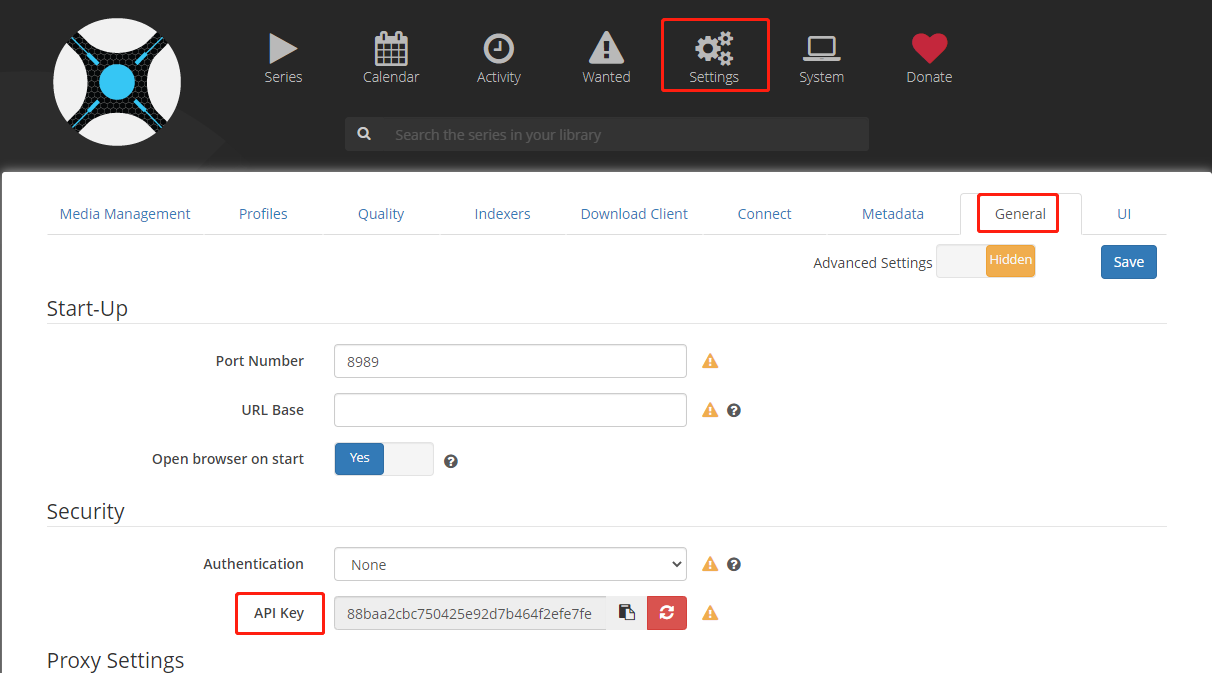 Series Calendar Activity Wanted Settings System Donate
Search the series in your library
Media Management Profiles Quality Indexers Download Client Connect Metadata General UI
Advanced Settings Hidden Save
Start-Up
Port Number 8989
URL Base
Open browser on start Yes
Security
Authentication None
API Key 88baa2cbc750425e92d7b464f2efe7fe
Proxy Settings